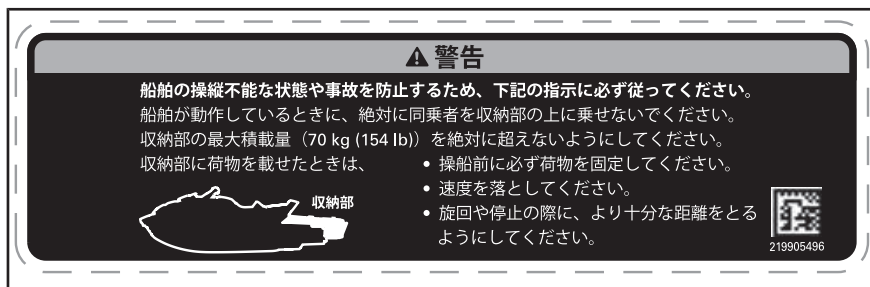 警告
船舶の操縦不能な状態や事故を防止するため、下記の指示に必ず従ってください。
船舶が動作しているときに、絶対に同乗者を収納部の上に乗せないでください。
収納部の最大積載量（70 kg (154 lb)）を絶対に超えないようにしてください。
収納部に荷物を載せたときは、
• 操船前に必ず荷物を固定してください。
• 速度を落としてください。
• 旋回や停止の際に、より十分な距離をとる
ようにしてください。
収納部
219905496